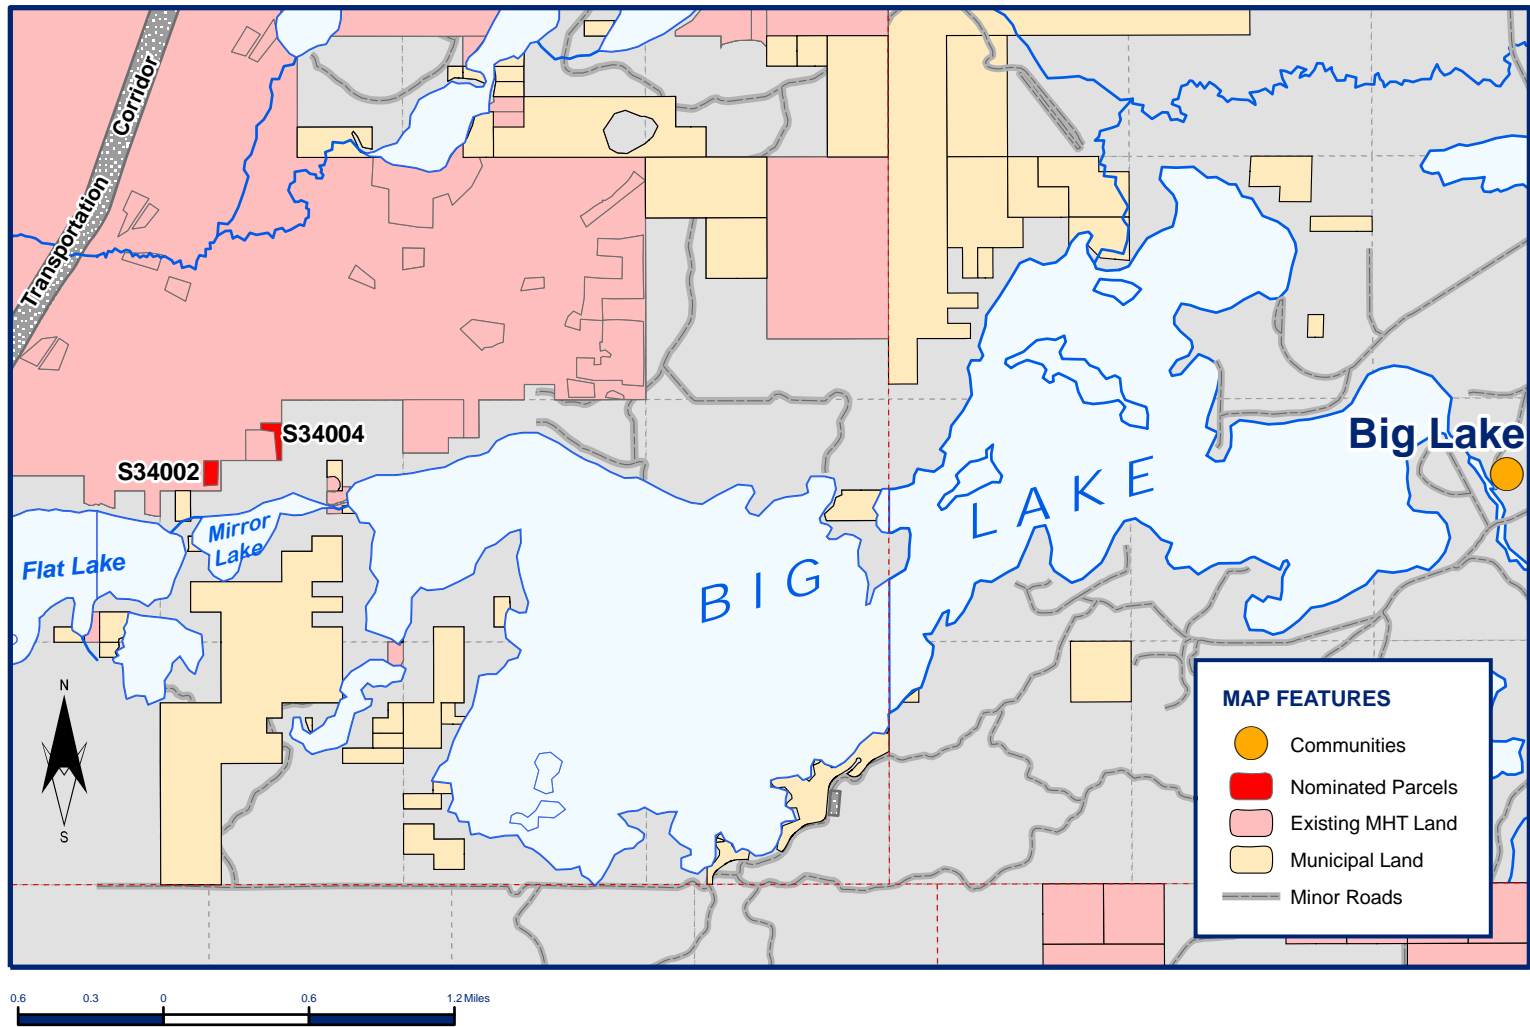 Transportation Corridor
S34004
S34002
Big Lake
Mirror
Lake
Flat Lake
BIG LAKE
N
S
MAP FEATURES
Communities
Nominated Parcels
Existing MHT Land
Municipal Land
Minor Roads
0.6 0.3 0 0.6 1.2 Miles